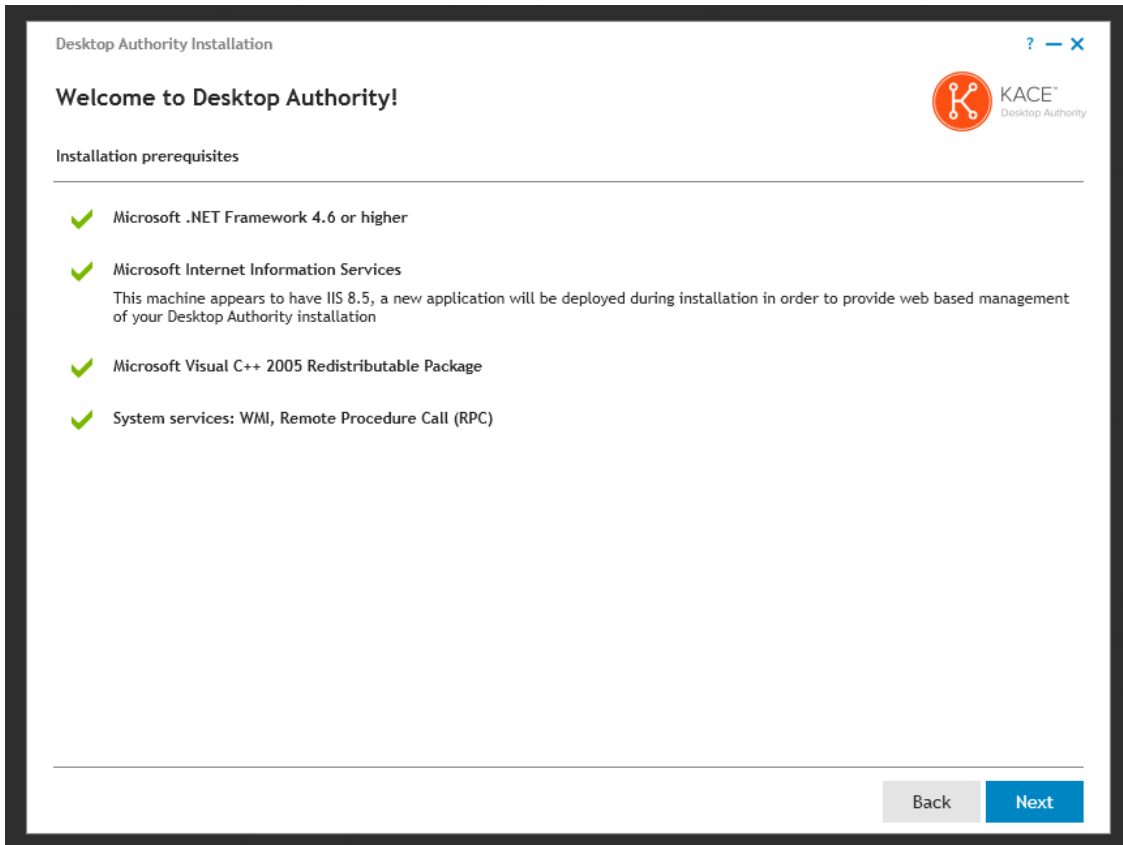 Desktop Authority Installation
? — ×
Welcome to Desktop Authority!
KACE™
Desktop Authority
Installation prerequisites
Microsoft .NET Framework 4.6 or higher
Microsoft Internet Information Services
This machine appears to have IIS 8.5, a new application will be deployed during installation in order to provide web based management
of your Desktop Authority installation
Microsoft Visual C++ 2005 Redistributable Package
System services: WMI, Remote Procedure Call (RPC)
Back
Next